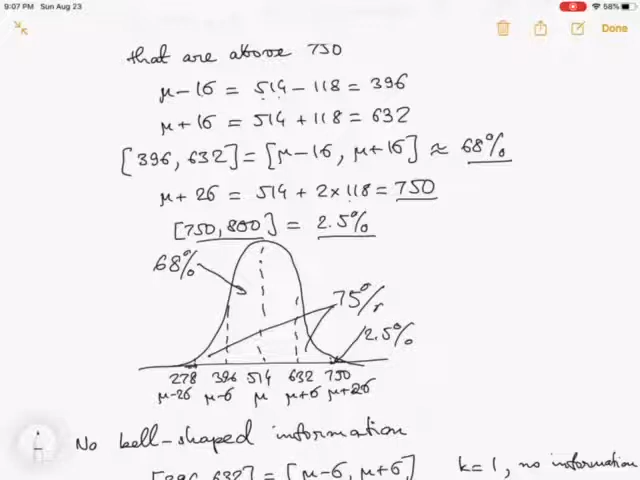 9:07 PM Sun Aug 23 58%
Done
that are above 750
μ-1σ = 514-118 = 396
μ+1σ = 514+118 = 632
[396, 632] = [μ-1σ, μ+1σ] ≈ 68%
μ+2σ = 514 + 2×118 = 750
[750, 800] = 2.5%
68%
2.5%
278 396 514 632 750
μ-2σ μ-σ μ μ+σ μ+2σ
No bell-shaped information
[396, 632] = [μ-σ, μ+σ] k=1, no information